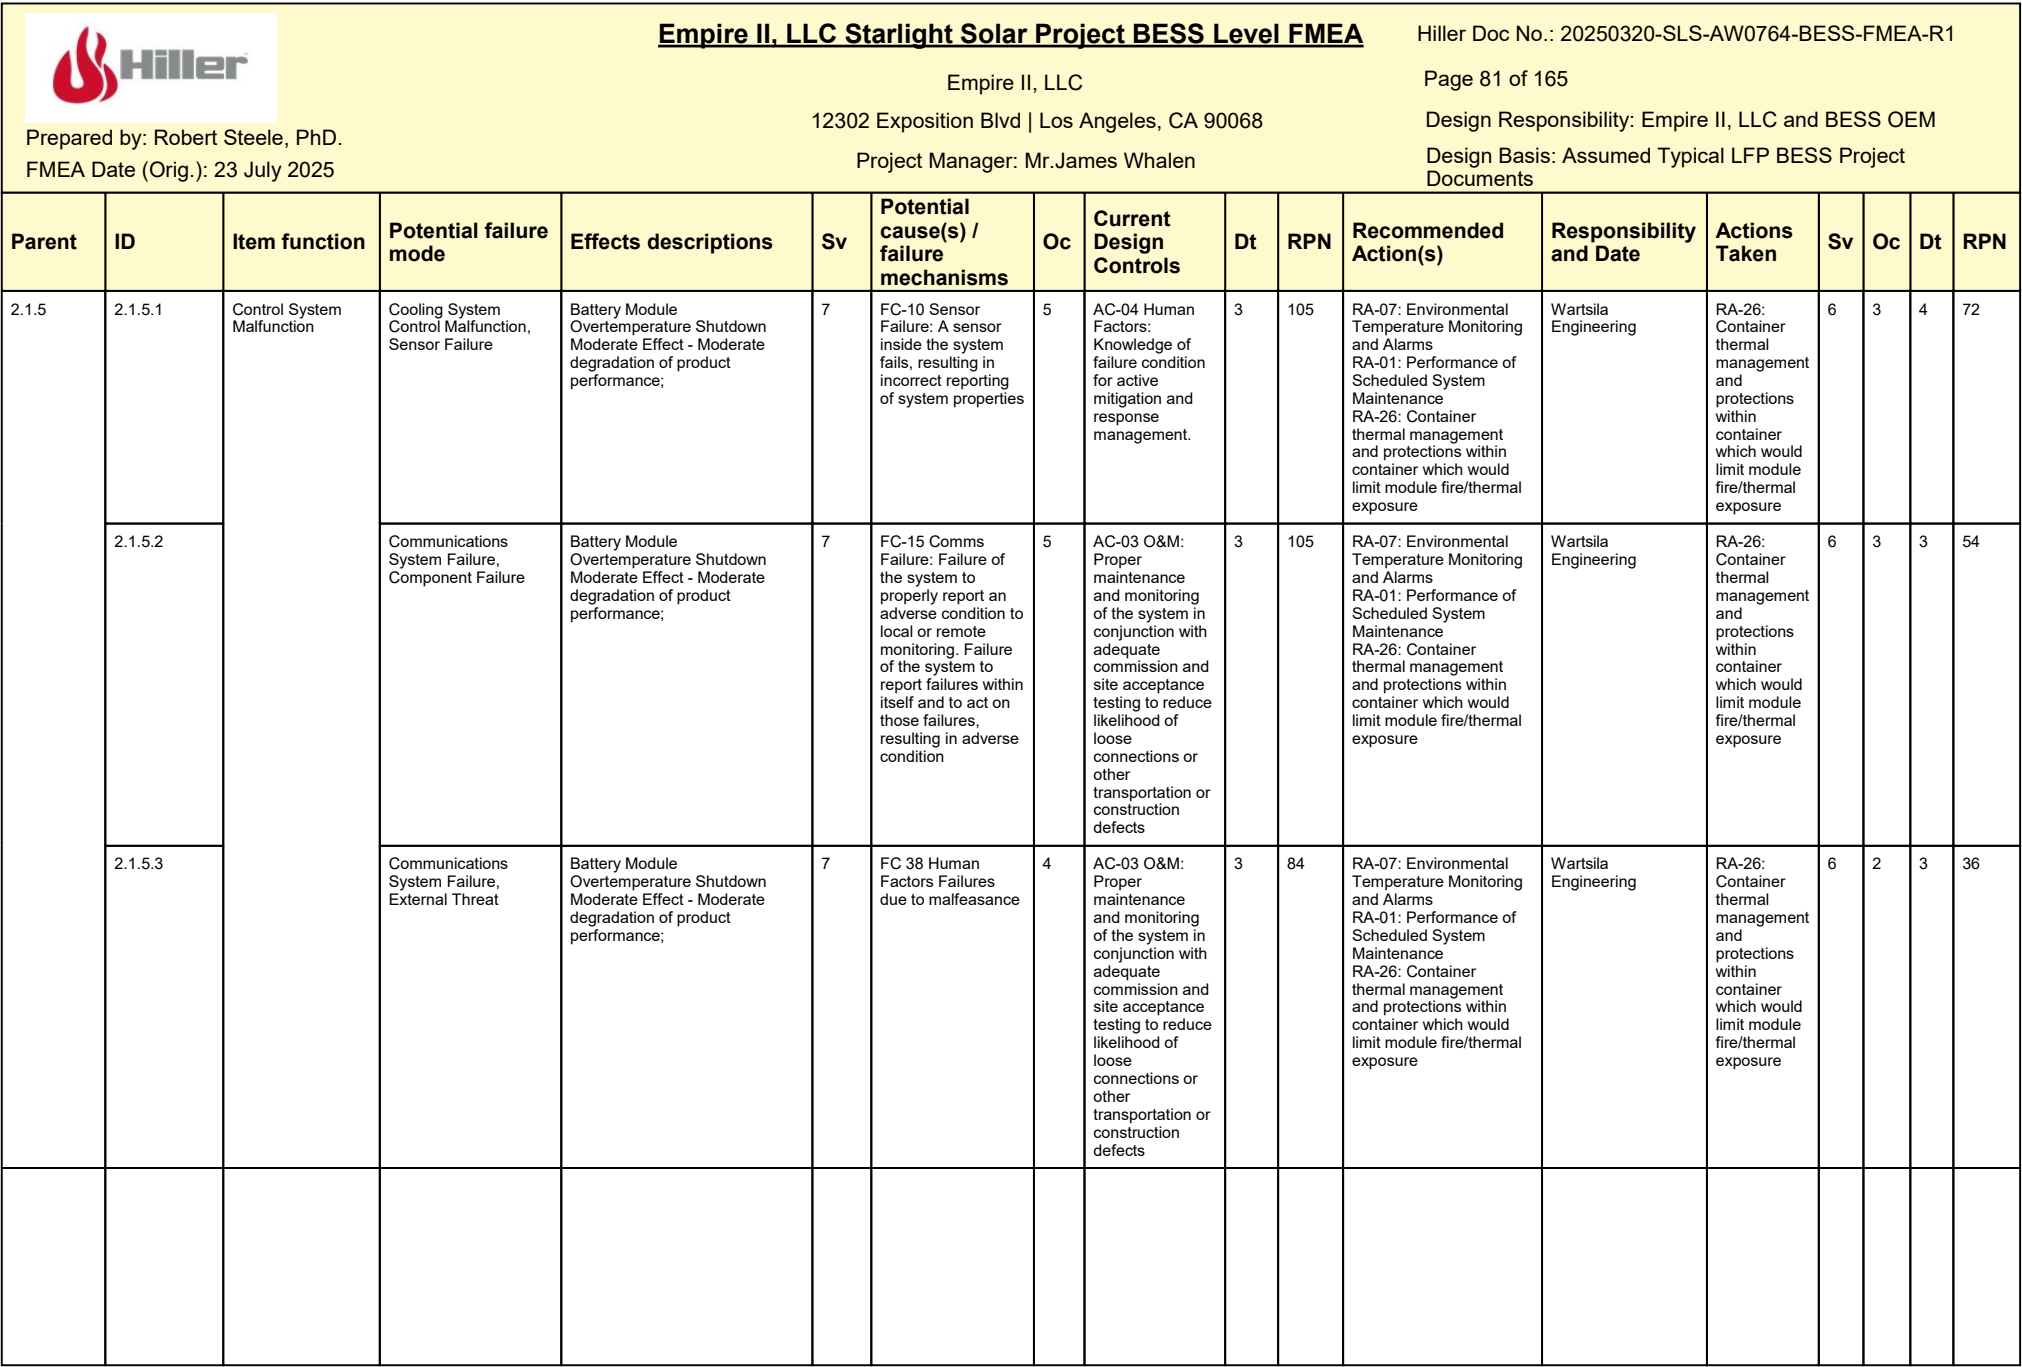 Hiller
Prepared by: Robert Steele, PhD.
FMEA Date (Orig.): 23 July 2025
Empire II, LLC Starlight Solar Project BESS Level FMEA
Empire II, LLC
12302 Exposition Blvd | Los Angeles, CA 90068
Project Manager: Mr.James Whalen
Hiller Doc No.: 20250320-SLS-AW0764-BESS-FMEA-R1
Page 81 of 165
Design Responsibility: Empire II, LLC and BESS OEM
Design Basis: Assumed Typical LFP BESS Project
Documents
Parent
ID
Item function
Potential failure
mode
Effects descriptions
Sv
Potential
cause(s) /
failure
mechanisms
Oc
Current
Design
Controls
Dt
RPN
Recommended
Action(s)
Responsibility
and Date
Actions
Taken
Sv
Oc
Dt
RPN
2.1.5
2.1.5.1
Control System
Malfunction
Cooling System
Control Malfunction,
Sensor Failure
Battery Module
Overtemperature Shutdown
Moderate Effect - Moderate
degradation of product
performance;
7
FC-10 Sensor
Failure: A sensor
inside the system
fails, resulting in
incorrect reporting
of system properties
5
AC-04 Human
Factors:
Knowledge of
failure condition
for active
mitigation and
response
management.
3
105
RA-07: Environmental
Temperature Monitoring
and Alarms
RA-01: Performance of
Scheduled System
Maintenance
RA-26: Container
thermal management
and protections within
container which would
limit module fire/thermal
exposure
Wartsila
Engineering
RA-26:
Container
thermal
management
and
protections
within
container
which would
limit module
fire/thermal
exposure
6
3
4
72
2.1.5.2
Communications
System Failure,
Component Failure
Battery Module
Overtemperature Shutdown
Moderate Effect - Moderate
degradation of product
performance;
7
FC-15 Comms
Failure: Failure of
the system to
properly report an
adverse condition to
local or remote
monitoring. Failure
of the system to
report failures within
itself and to act on
those failures,
resulting in adverse
condition
5
AC-03 O&M:
Proper
maintenance
and monitoring
of the system in
conjunction with
adequate
commission and
site acceptance
testing to reduce
likelihood of
loose
connections or
other
transportation or
construction
defects
3
105
RA-07: Environmental
Temperature Monitoring
and Alarms
RA-01: Performance of
Scheduled System
Maintenance
RA-26: Container
thermal management
and protections within
container which would
limit module fire/thermal
exposure
Wartsila
Engineering
RA-26:
Container
thermal
management
and
protections
within
container
which would
limit module
fire/thermal
exposure
6
3
3
54
2.1.5.3
Communications
System Failure,
External Threat
Battery Module
Overtemperature Shutdown
Moderate Effect - Moderate
degradation of product
performance;
7
FC 38 Human
Factors Failures
due to malfeasance
4
AC-03 O&M:
Proper
maintenance
and monitoring
of the system in
conjunction with
adequate
commission and
site acceptance
testing to reduce
likelihood of
loose
connections or
other
transportation or
construction
defects
3
84
RA-07: Environmental
Temperature Monitoring
and Alarms
RA-01: Performance of
Scheduled System
Maintenance
RA-26: Container
thermal management
and protections within
container which would
limit module fire/thermal
exposure
Wartsila
Engineering
RA-26:
Container
thermal
management
and
protections
within
container
which would
limit module
fire/thermal
exposure
6
2
3
36